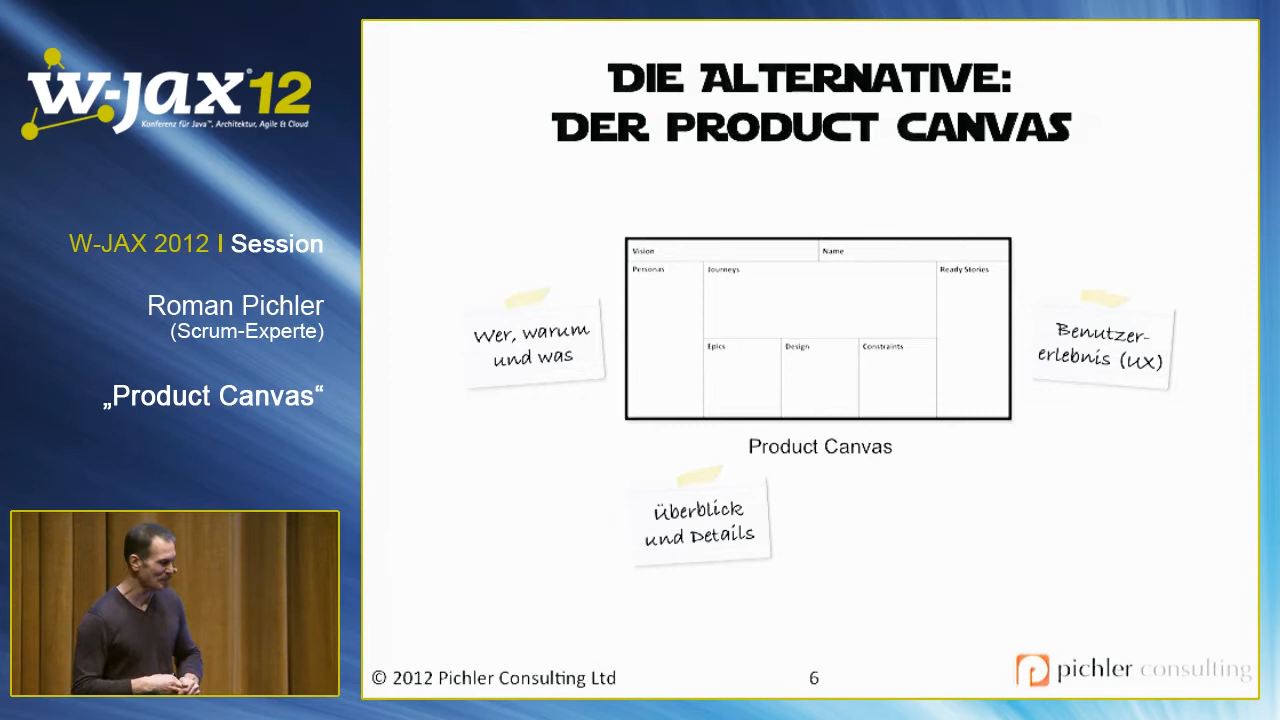 w-jax'12
Konferenz für Java™, Architektur, Agile & Cloud
W-JAX 2012 I Session
Roman Pichler
(Scrum-Experte)
„Product Canvas“
Die Alternative:
Der Product Canvas
Vision
Name
Personas
Journeys
Ready Stories
Epics
Design
Constraints
Wer, warum
und was
Benutzer-
erlebnis (UX)
Product Canvas
Überblick
und Details
© 2012 Pichler Consulting Ltd
6
pichler consulting